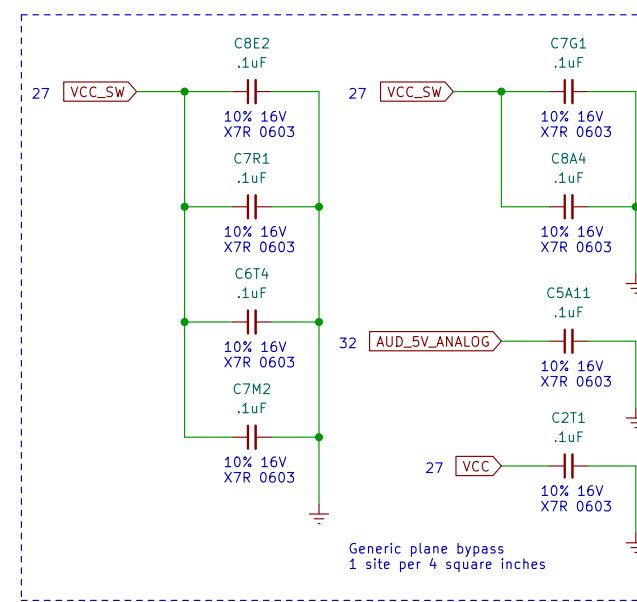 C8E2
.1uF
27 VCC_SW
10% 16V
X7R 0603
C7R1
.1uF
10% 16V
X7R 0603
C6T4
.1uF
10% 16V
X7R 0603
C7M2
.1uF
10% 16V
X7R 0603
C7G1
.1uF
27 VCC_SW
10% 16V
X7R 0603
C8A4
.1uF
10% 16V
X7R 0603
C5A11
.1uF
32 AUD_5V_ANALOG
10% 16V
X7R 0603
C2T1
.1uF
27 VCC
10% 16V
X7R 0603
Generic plane bypass
1 site per 4 square inches